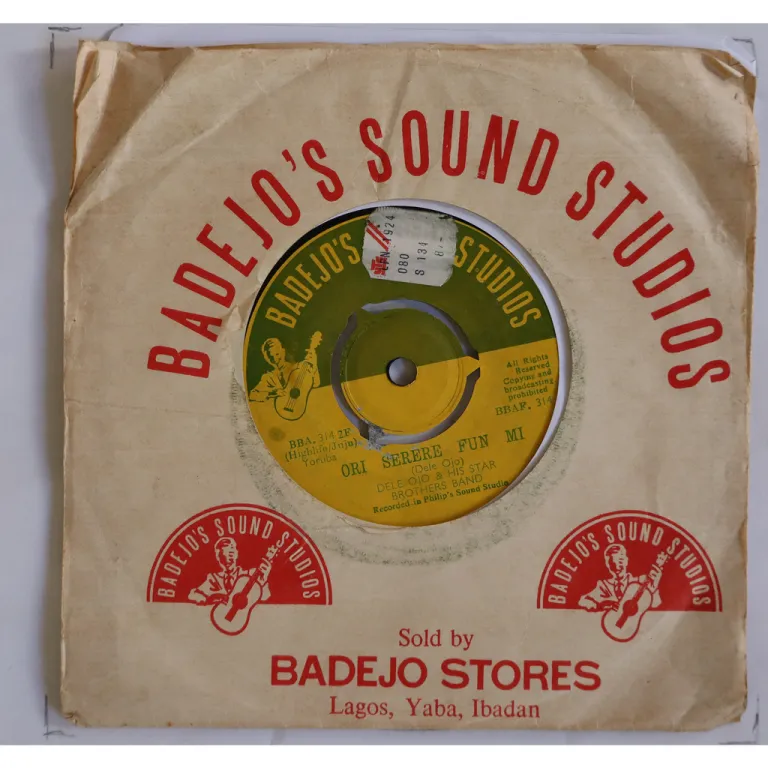 BADEJO'S SOUND STUDIOS
BADEJO'S STUDIOS
080
S 131
All Rights
Reserved
Copying and
broadcasting
prohibited
BBAF. 314
BBA. 314.2F
(Highlife/Juju)
Yoruba
ORI SERERE FUN MI
(Dele Ojo)
DELE OJO & HIS STAR
BROTHERS BAND
Recorded in Philip's Sound Studio
BADEJO'S SOUND STUDIOS
BADEJO'S SOUND STUDIOS
Sold by
BADEJO STORES
Lagos, Yaba, Ibadan